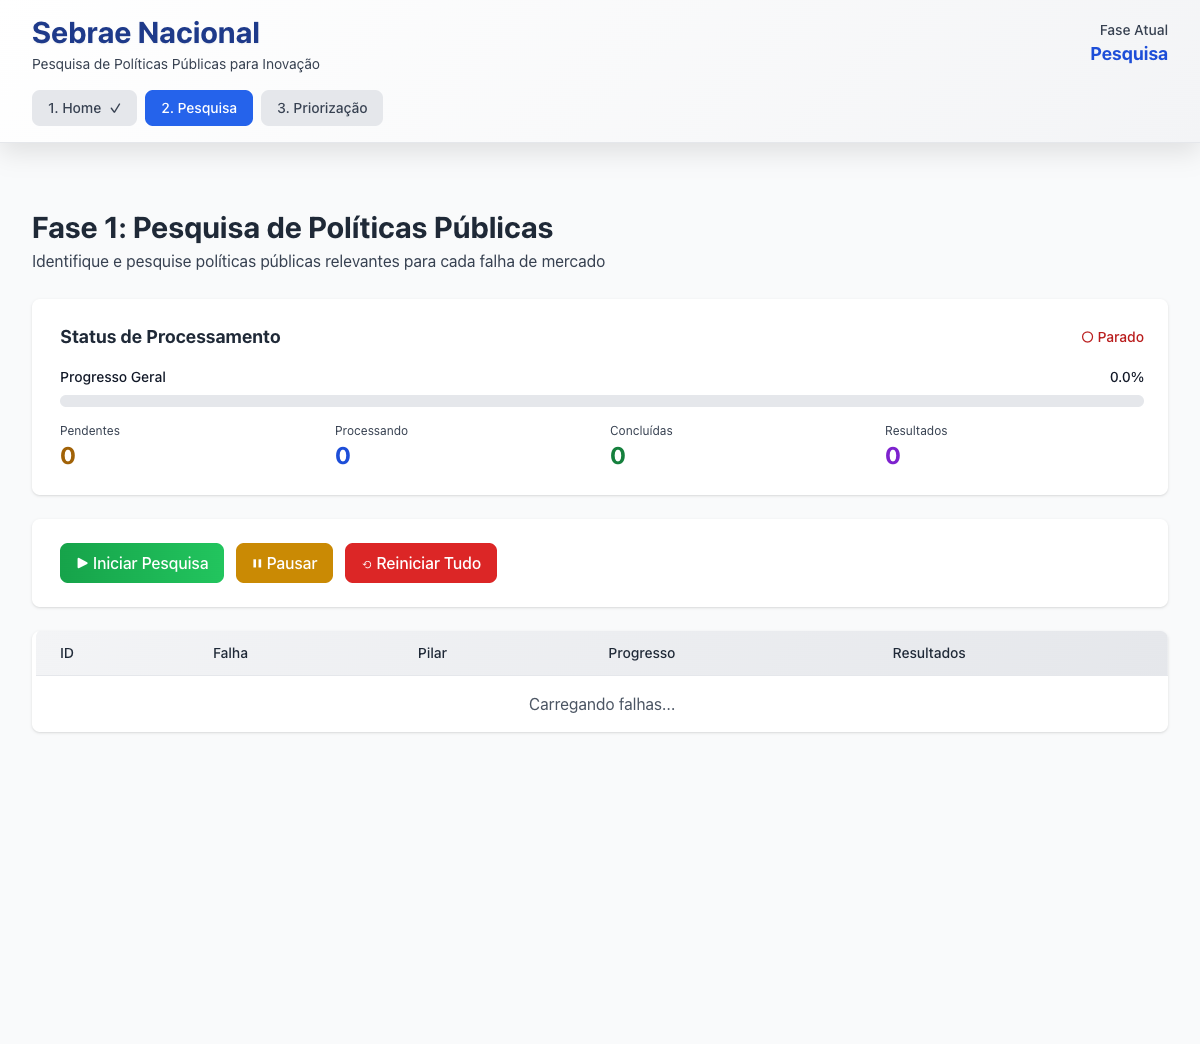 Sebrae Nacional
Pesquisa de Políticas Públicas para Inovação
Fase Atual
Pesquisa
1. Home ✓
2. Pesquisa
3. Priorização
Fase 1: Pesquisa de Políticas Públicas
Identifique e pesquise políticas públicas relevantes para cada falha de mercado
Status de Processamento
Parado
Progresso Geral
0.0%
Pendentes
0
Processando
0
Concluídas
0
Resultados
0
Iniciar Pesquisa
Pausar
Reiniciar Tudo
ID Falha Pilar Progresso Resultados
Carregando falhas...